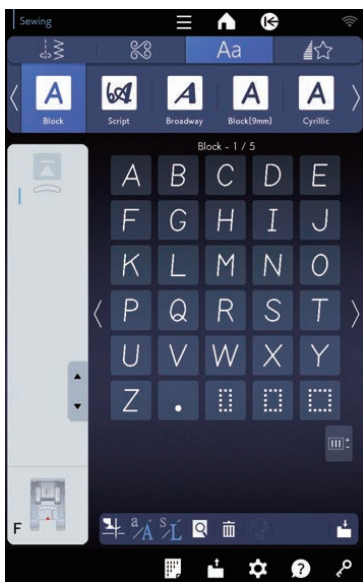 Sewing
Aa
A A A A A
Block Script Broadway Block(9mm) Cyrillic
Block - 1 / 5
A B C D E
F G H I J
K L M N O
P Q R S T
U V W X Y
Z .
F
a/Á S/Ĺ
?